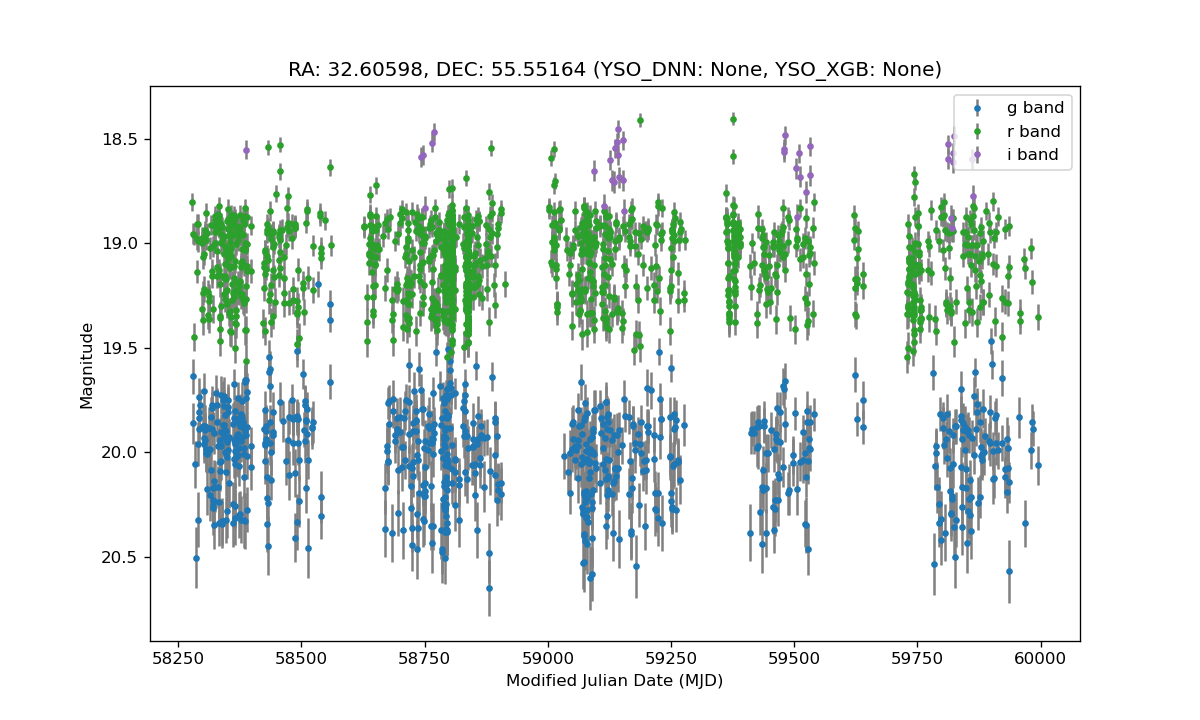 RA: 32.60598, DEC: 55.55164 (YSO_DNN: None, YSO_XGB: None)
g band
r band
i band
18.5
19.0
19.5
20.0
20.5
Magnitude
58250 58500 58750 59000 59250 59500 59750 60000
Modified Julian Date (MJD)